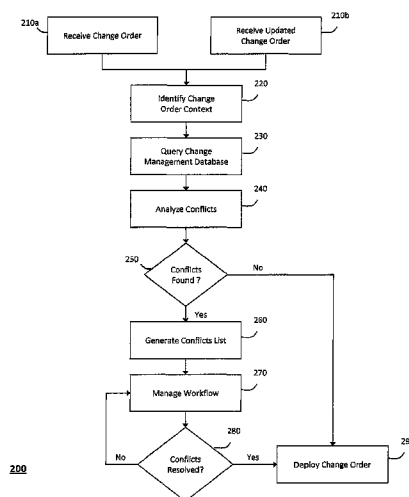 210a
Receive Change Order
210b
Receive Updated
Change Order
220
Identify Change
Order Context
230
Query Change
Management Database
240
Analyze Conflicts
250
Conflicts
Found ?
No
Yes
260
Generate Conflicts List
270
Manage Workflow
280
Conflicts
Resolved?
No
Yes
29
Deploy Change Order
200